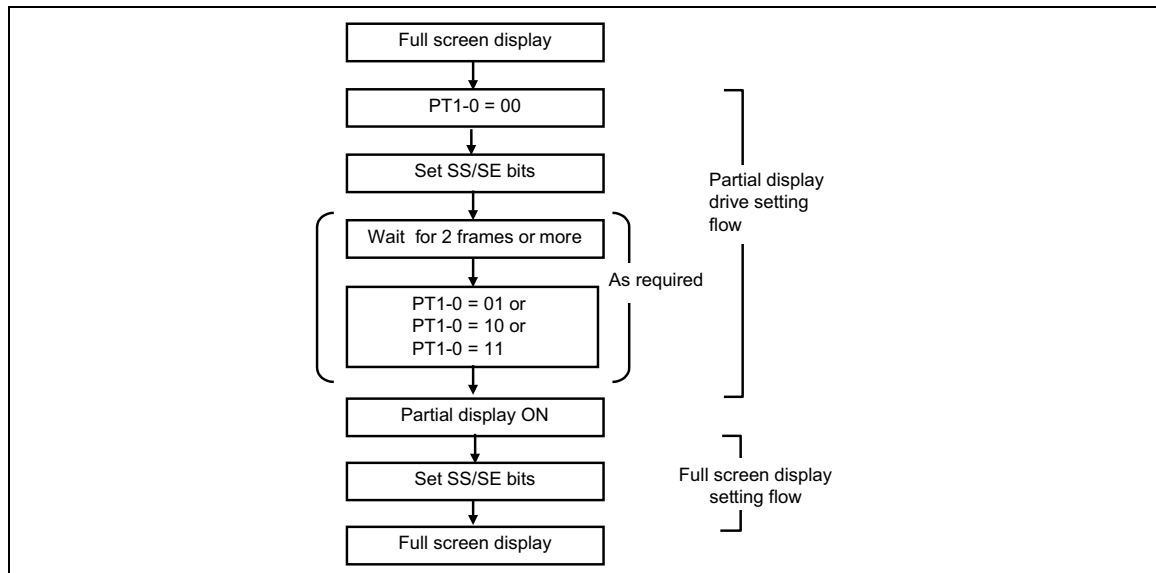 Full screen display
PT1-0 = 00
Set SS/SE bits
Wait for 2 frames or more
PT1-0 = 01 or
PT1-0 = 10 or
PT1-0 = 11
As required
Partial display ON
Partial display
drive setting
flow
Set SS/SE bits
Full screen display
Full screen display
setting flow